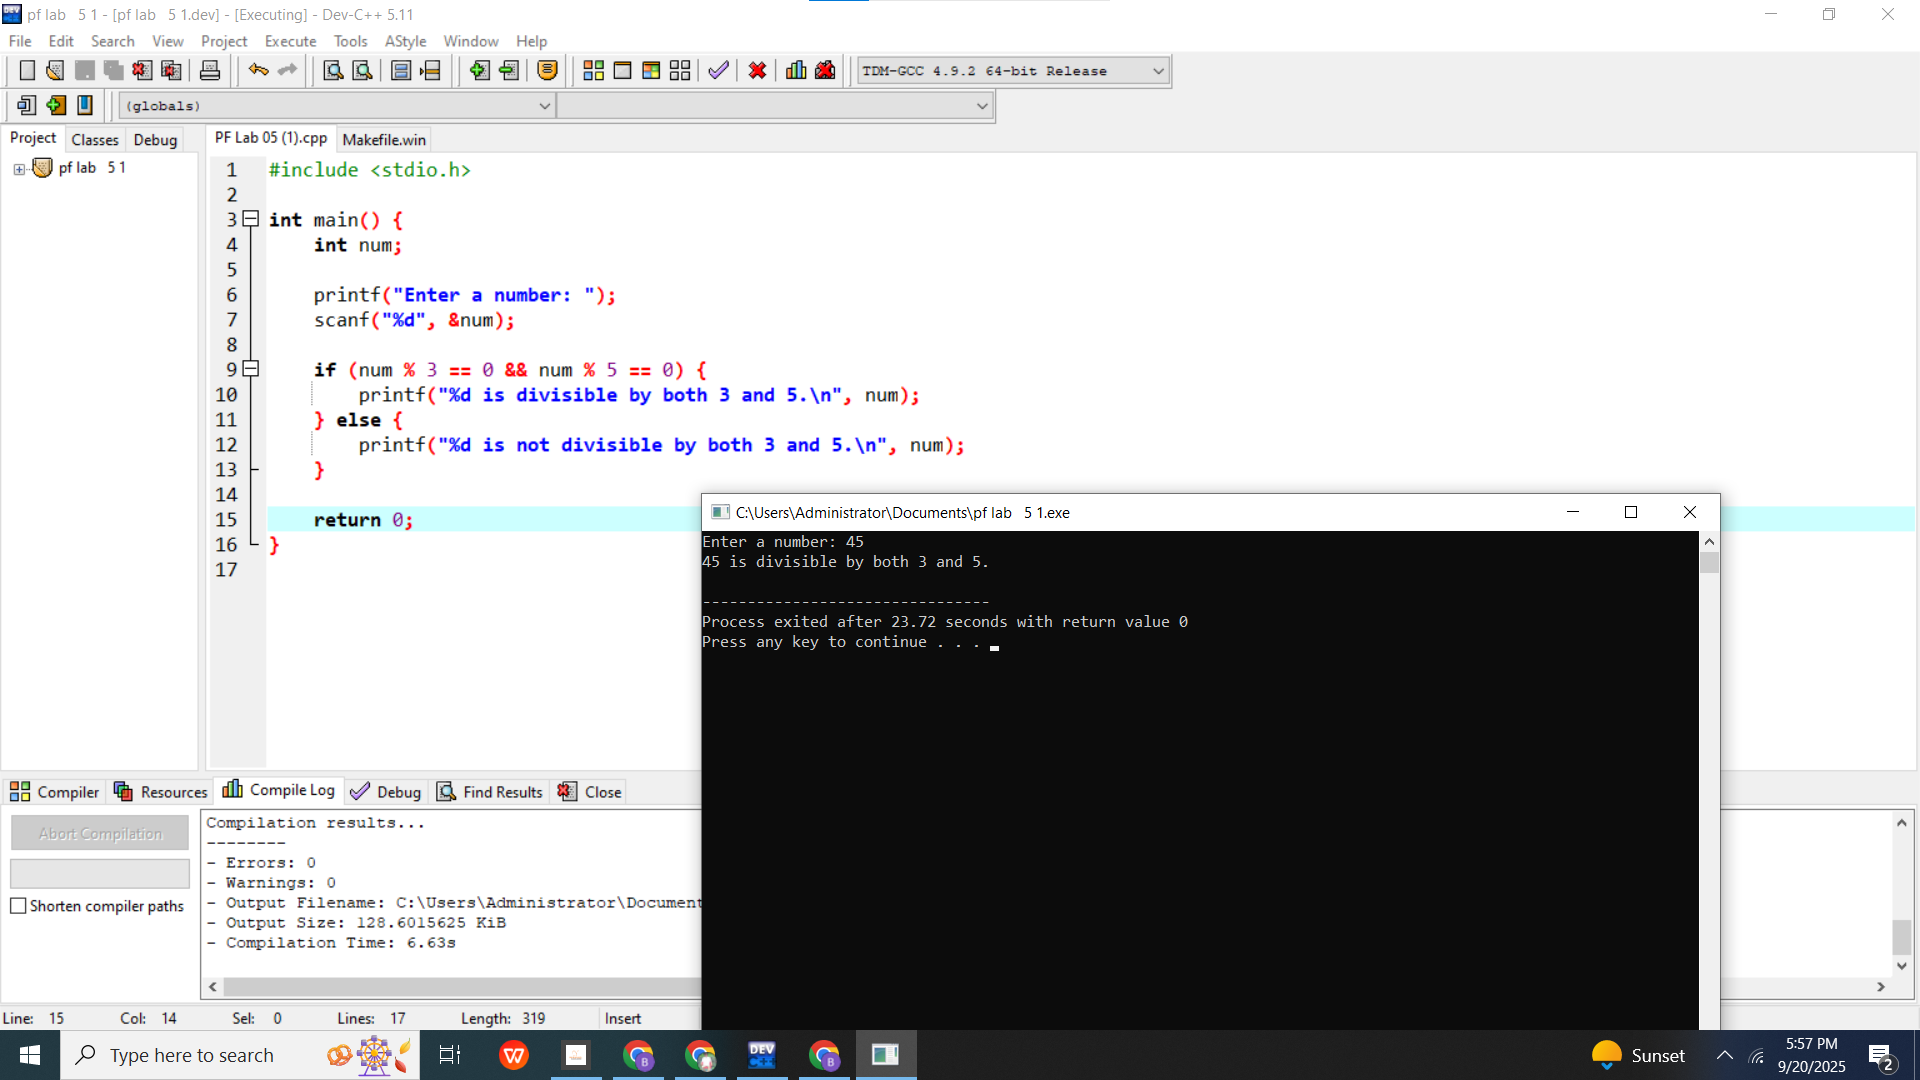 pf lab   5 1 - [pf lab   5 1.dev] - [Executing] - Dev-C++ 5.11
File Edit Search View Project Execute Tools AStyle Window Help
TDM-GCC 4.9.2 64-bit Release
(globals)
Project Classes Debug
PF Lab 05 (1).cpp Makefile.win
pf lab   5 1
1 #include <stdio.h>
2
3 int main() {
4     int num;
5
6     printf("Enter a number: ");
7     scanf("%d", &num);
8
9     if (num % 3 == 0 && num % 5 == 0) {
10         printf("%d is divisible by both 3 and 5.\n", num);
11     } else {
12         printf("%d is not divisible by both 3 and 5.\n", num);
13     }
14
15     return 0;
16 }
17
C:\Users\Administrator\Documents\pf lab   5 1.exe
Enter a number: 45
45 is divisible by both 3 and 5.
--------------------------------
Process exited after 23.72 seconds with return value 0
Press any key to continue . . .
Compiler Resources Compile Log Debug Find Results Close
Abort Compilation
Shorten compiler paths
Compilation results...
--------
- Errors: 0
- Warnings: 0
- Output Filename: C:\Users\Administrator\Document
- Output Size: 128.6015625 KiB
- Compilation Time: 6.63s
Line: 15 Col: 14 Sel: 0 Lines: 17 Length: 319 Insert
Type here to search
W
B
DEV C++
B
Sunset
5:57 PM
9/20/2025
2